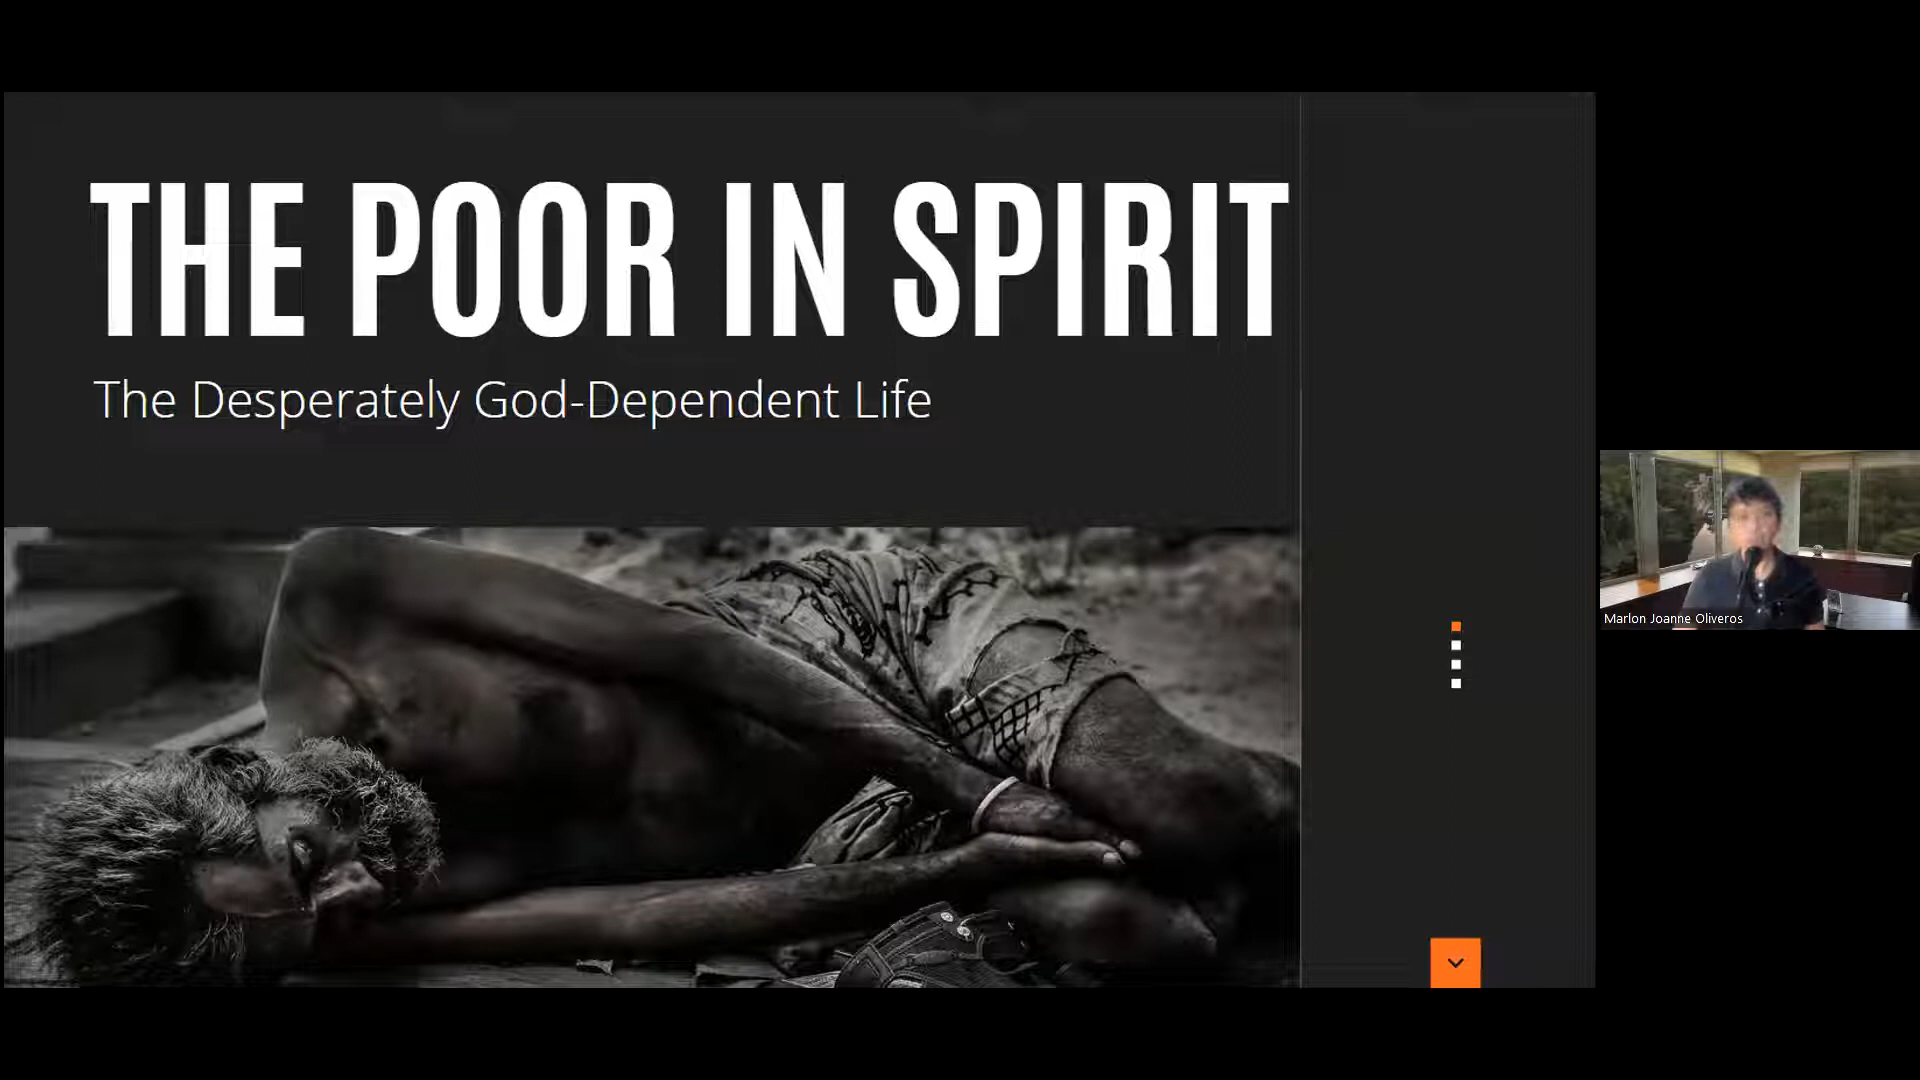 THE POOR IN SPIRIT
The Desperately God-Dependent Life
Marlon Joanne Oliveros